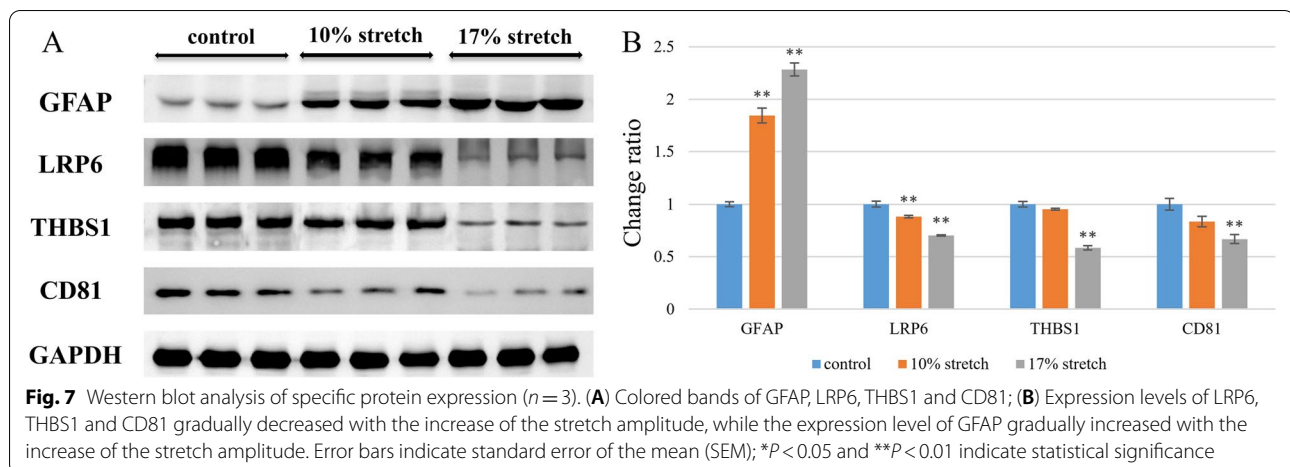 A
control 10% stretch 17% stretch
GFAP
LRP6
THBS1
CD81
GAPDH
B
Change ratio
2.5
2
1.5
1
0.5
0
**
**
**
**
**
**
GFAP LRP6 THBS1 CD81
control 10% stretch 17% stretch
Fig. 7 Western blot analysis of specific protein expression (n = 3). (A) Colored bands of GFAP, LRP6, THBS1 and CD81; (B) Expression levels of LRP6,
THBS1 and CD81 gradually decreased with the increase of the stretch amplitude, while the expression level of GFAP gradually increased with the
increase of the stretch amplitude. Error bars indicate standard error of the mean (SEM); *P < 0.05 and **P < 0.01 indicate statistical significance